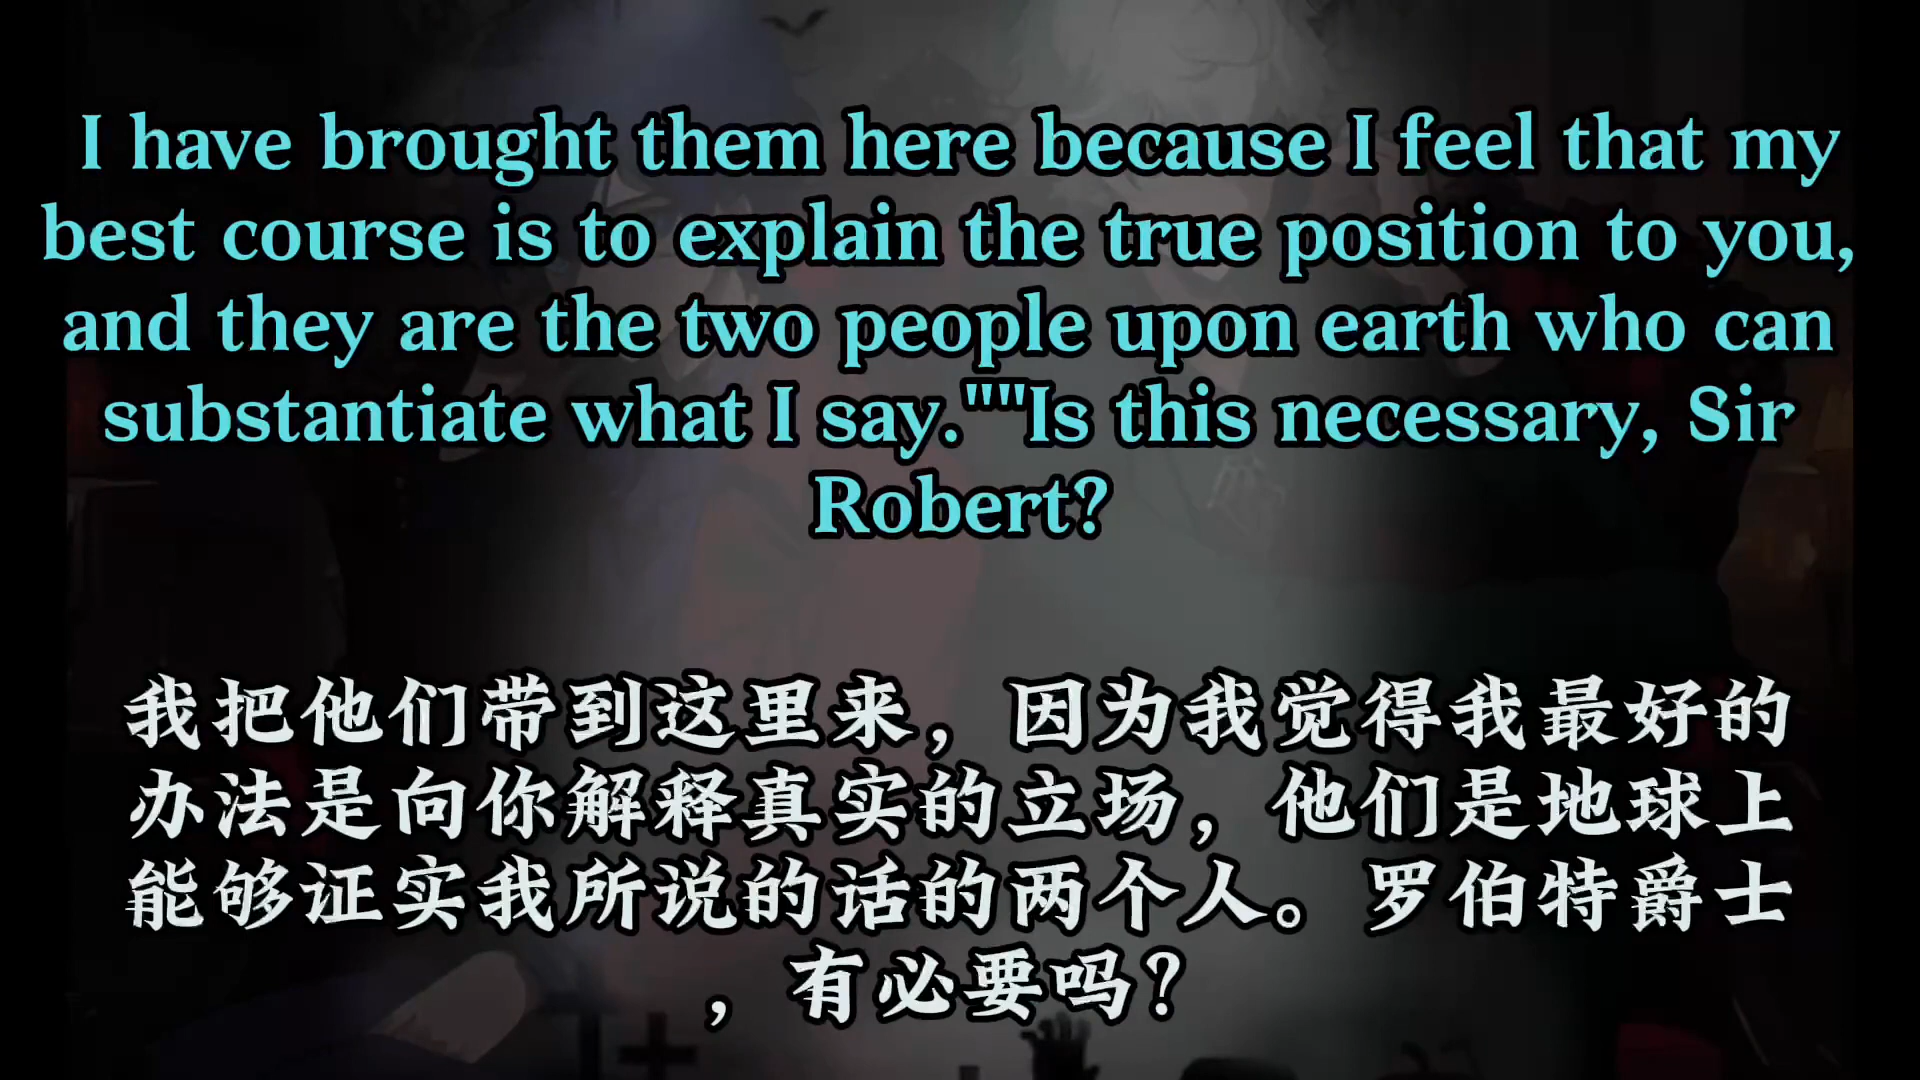 I have brought them here because I feel that my
best course is to explain the true position to you,
and they are the two people upon earth who can
substantiate what I say.""Is this necessary, Sir
Robert?
我把他们带到这里来，因为我觉得我最好的
办法是向你解释真实的立场，他们是地球上
能够证实我所说的话的两个人。罗伯特爵士
，有必要吗？